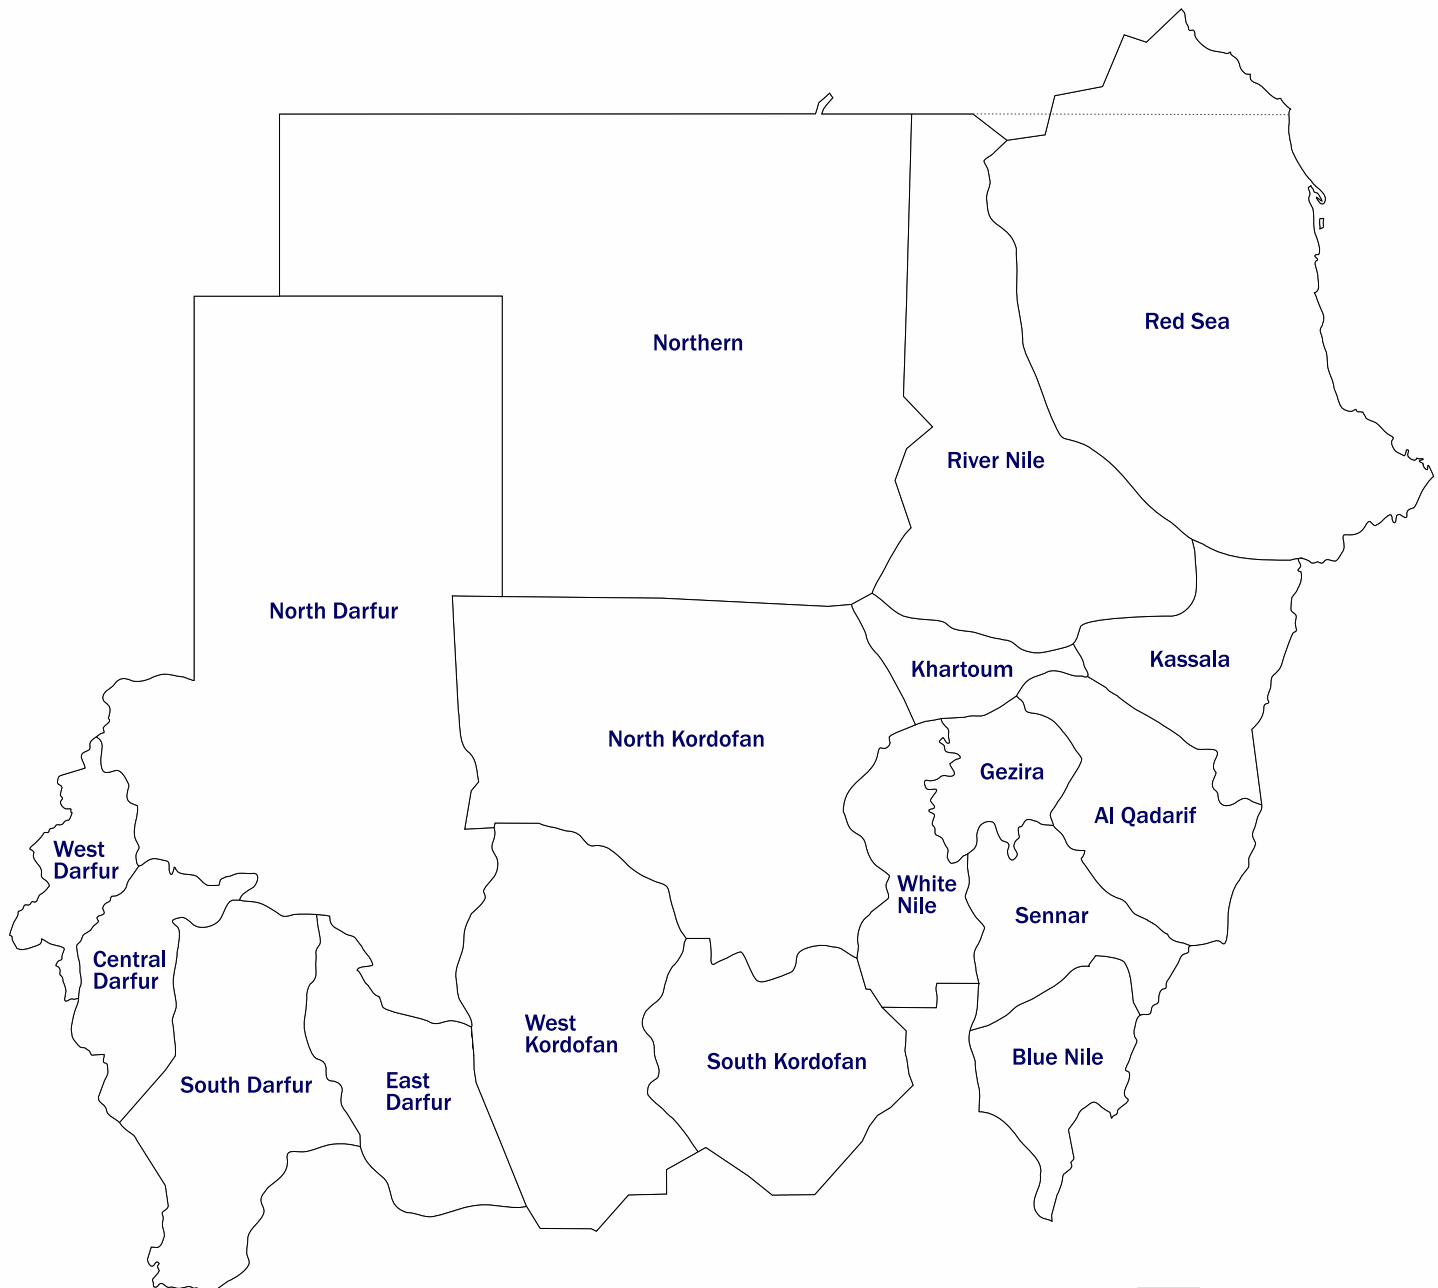 Red Sea
Northern
River Nile
North Darfur
Khartoum
Kassala
North Kordofan
Gezira
Al Qadarif
West
Darfur
White
Nile
Sennar
Central
Darfur
West
Kordofan
South Kordofan
Blue Nile
South Darfur
East
Darfur